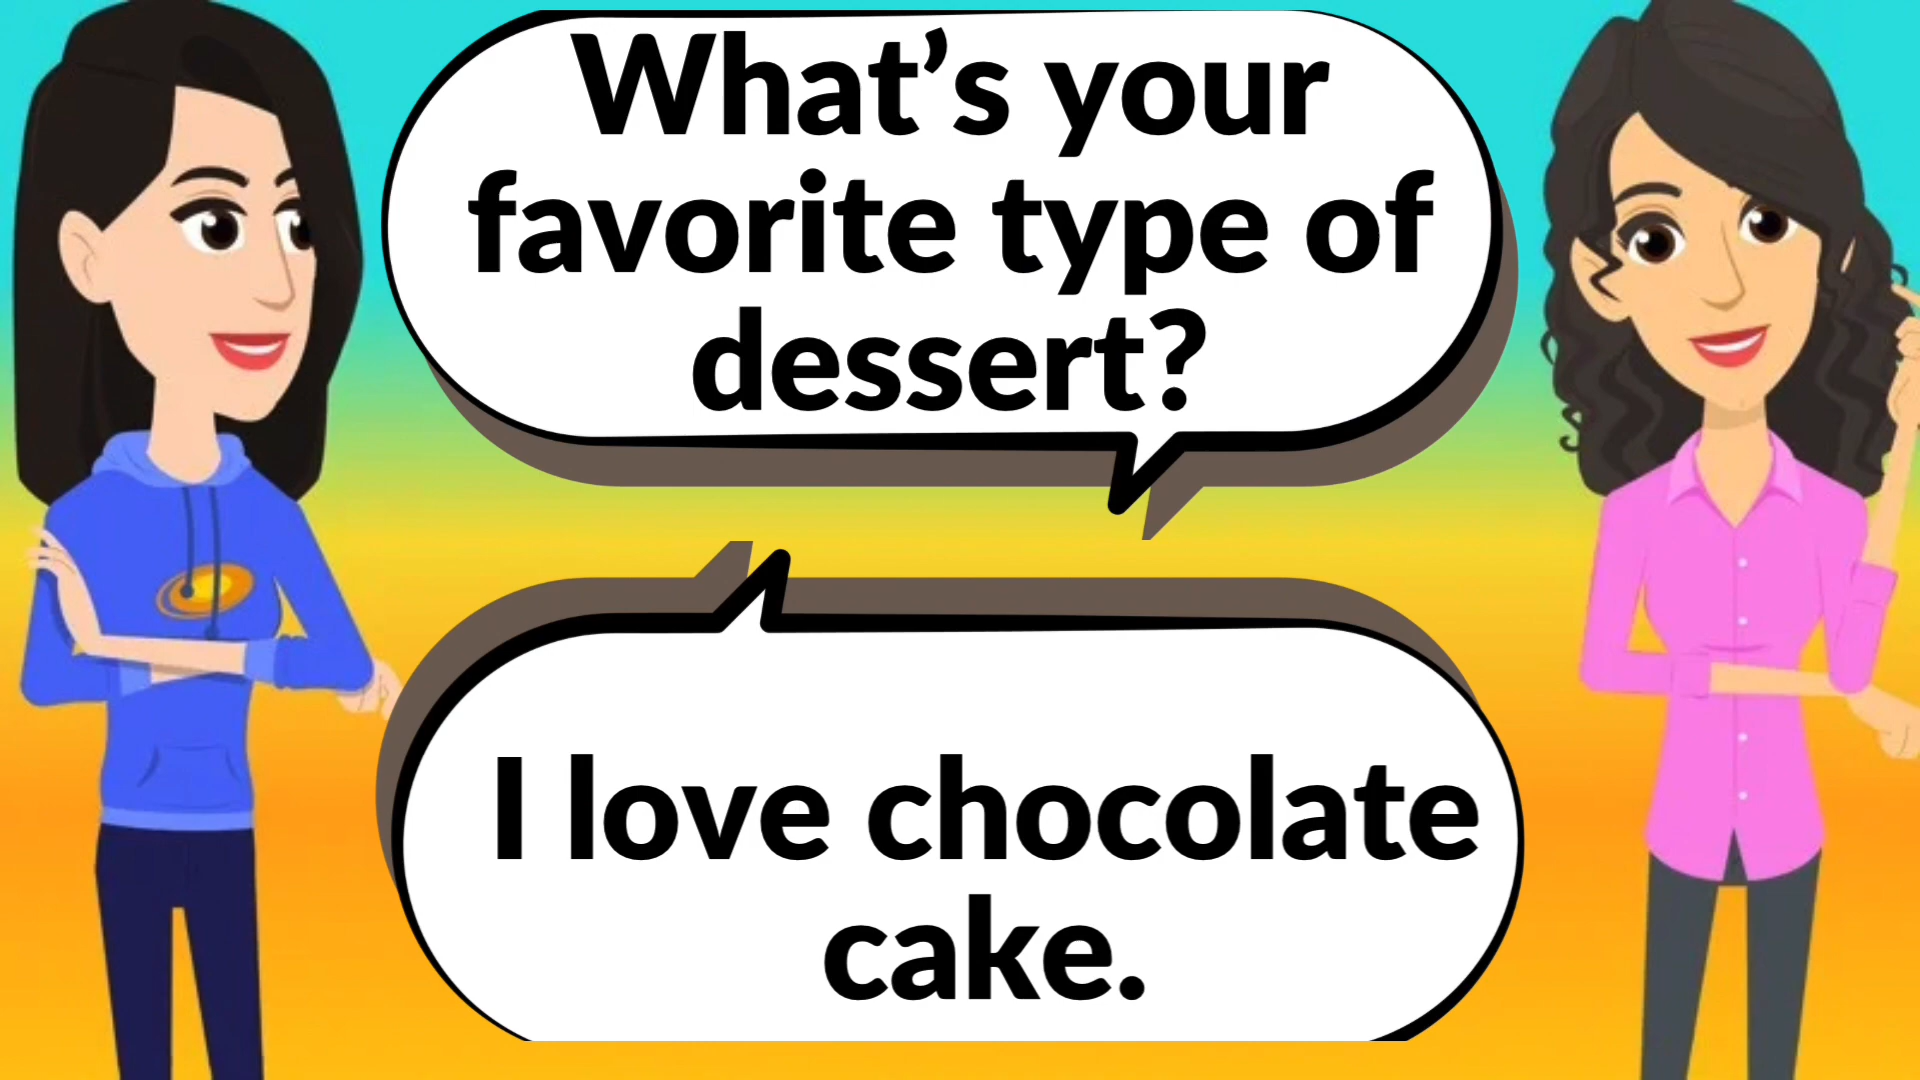 What’s your
favorite type of
dessert?
I love chocolate
cake.